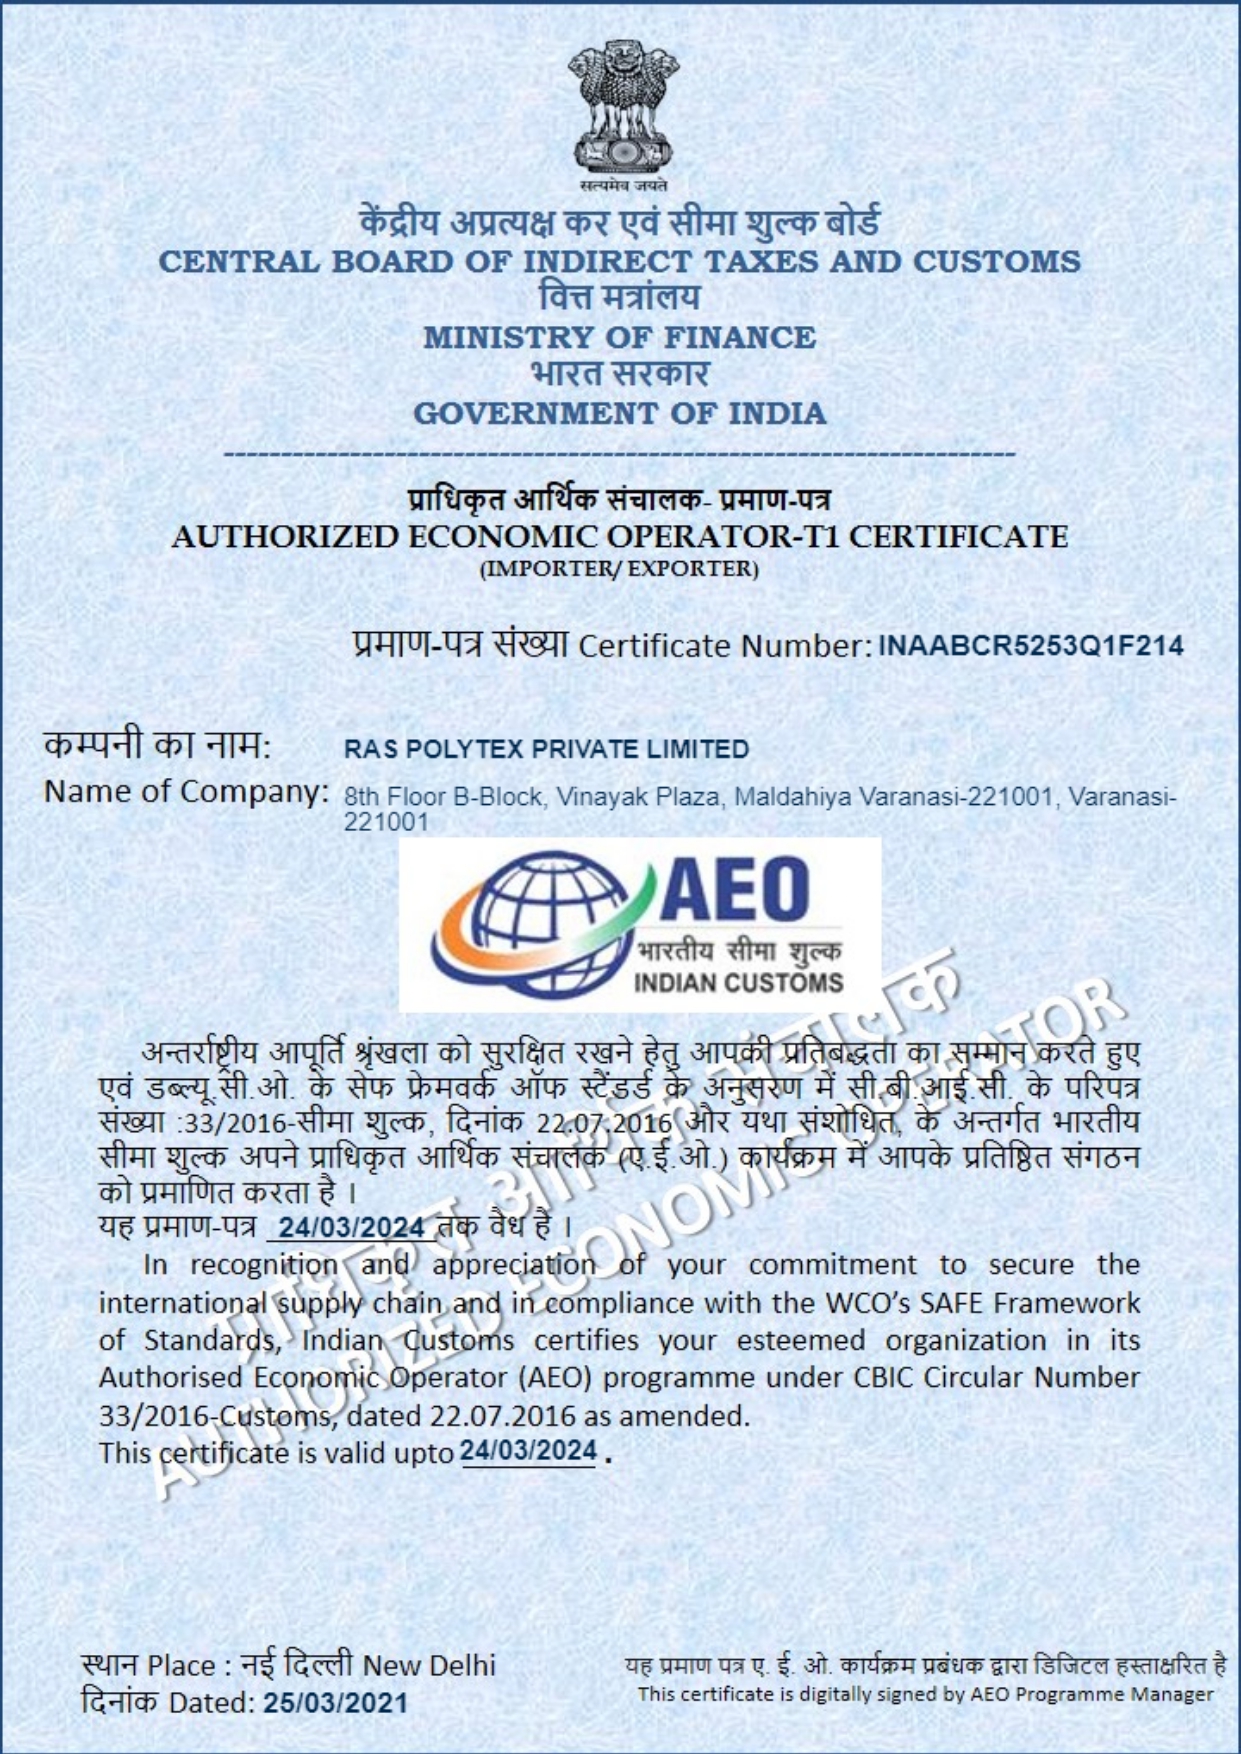 सत्यमेव जयते
केंद्रीय अप्रत्यक्ष कर एवं सीमा शुल्क बोर्ड
CENTRAL BOARD OF INDIRECT TAXES AND CUSTOMS
वित्त मत्रांलय
MINISTRY OF FINANCE
भारत सरकार
GOVERNMENT OF INDIA
प्राधिकृत आर्थिक संचालक- प्रमाण-पत्र
AUTHORIZED ECONOMIC OPERATOR-T1 CERTIFICATE
(IMPORTER/ EXPORTER)
प्रमाण-पत्र संख्या Certificate Number: INAABCR5253Q1F214
कम्पनी का नाम: RAS POLYTEX PRIVATE LIMITED
Name of Company: 8th Floor B-Block, Vinayak Plaza, Maldahiya Varanasi-221001, Varanasi-
221001
AEO
भारतीय सीमा शुल्क
INDIAN CUSTOMS
प्राधिकृत आर्थिक संचालक
AUTHORIZED ECONOMIC OPERATOR
अन्तर्राष्ट्रीय आपूर्ति श्रृंखला को सुरक्षित रखने हेतु आपकी प्रतिबद्धता का सम्मान करते हुए
एवं डब्ल्यू.सी.ओ. के सेफ फ्रेमवर्क ऑफ स्टैंडर्ड के अनुसरण में सी.बी.आई.सी. के परिपत्र
संख्या :33/2016-सीमा शुल्क, दिनांक 22.07.2016 और यथा संशोधित, के अन्तर्गत भारतीय
सीमा शुल्क अपने प्राधिकृत आर्थिक संचालक (ए.ई.ओ.) कार्यक्रम में आपके प्रतिष्ठित संगठन
को प्रमाणित करता है ।
यह प्रमाण-पत्र 24/03/2024 तक वैध है ।
In recognition and appreciation of your commitment to secure the
international supply chain and in compliance with the WCO’s SAFE Framework
of Standards, Indian Customs certifies your esteemed organization in its
Authorised Economic Operator (AEO) programme under CBIC Circular Number
33/2016-Customs, dated 22.07.2016 as amended.
This certificate is valid upto 24/03/2024 .
स्थान Place : नई दिल्ली New Delhi
दिनांक Dated: 25/03/2021
यह प्रमाण पत्र ए. ई. ओ. कार्यक्रम प्रबंधक द्वारा डिजिटल हस्ताक्षरित है
This certificate is digitally signed by AEO Programme Manager